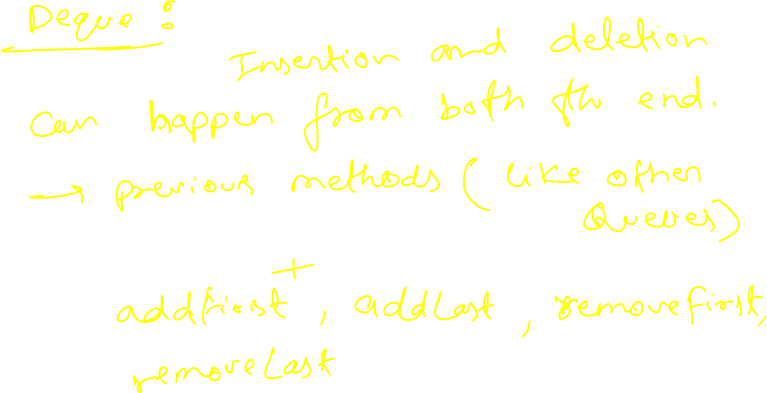 Deque :
Insertion and deletion
can happen from both the end.
→ previous methods ( like other
Queues)
+
addfirst, addLast, removefirst,
removeLast